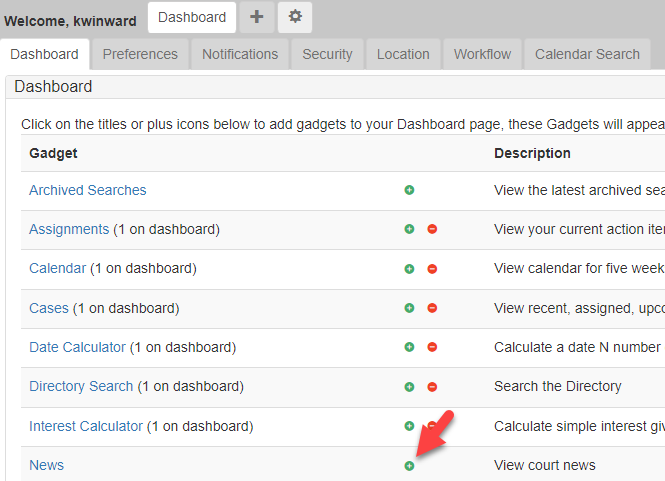 Welcome, kwinward Dashboard
Dashboard Preferences Notifications Security Location Workflow Calendar Search
Dashboard
Click on the titles or plus icons below to add gadgets to your Dashboard page, these Gadgets will appea
Gadget Description
Archived Searches View the latest archived sea
Assignments (1 on dashboard) View your current action iter
Calendar (1 on dashboard) View calendar for five week
Cases (1 on dashboard) View recent, assigned, upco
Date Calculator (1 on dashboard) Calculate a date N number
Directory Search (1 on dashboard) Search the Directory
Interest Calculator (1 on dashboard) Calculate simple interest giv
News View court news